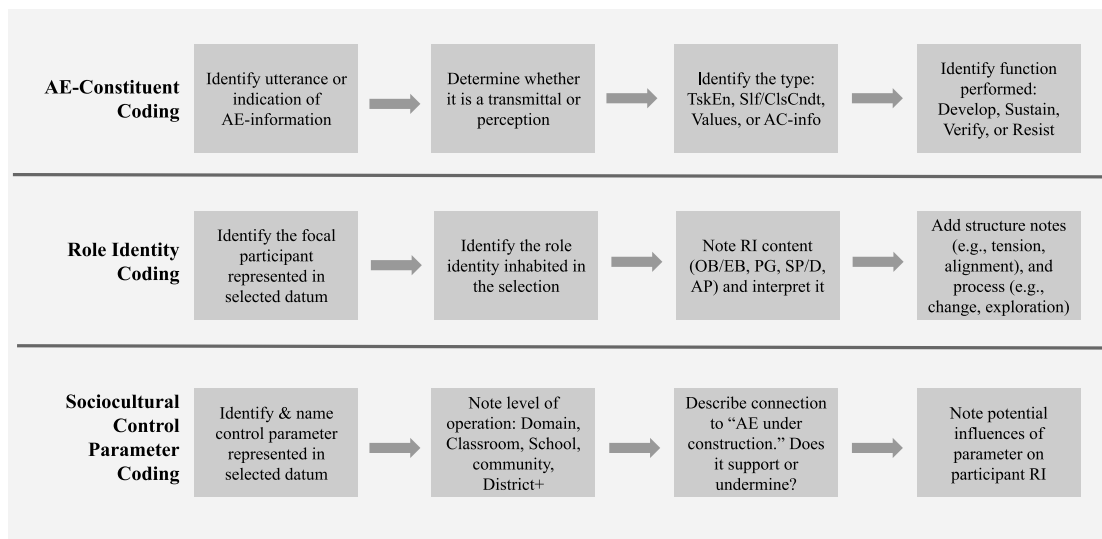 AE-Constituent
Coding
Identify utterance or
indication of
AE-information
Determine whether
it is a transmittal or
perception
Identify the type:
TskEn, Slf/ClsCndt,
Values, or AC-info
Identify function
performed:
Develop, Sustain,
Verify, or Resist
Role Identity
Coding
Identify the focal
participant
represented in
selected datum
Identify the role
identity inhabited in
the selection
Note RI content
(OB/EB, PG, SP/D,
AP) and interpret it
Add structure notes
(e.g., tension,
alignment), and
process (e.g.,
change, exploration)
Sociocultural
Control
Parameter
Coding
Identify & name
control parameter
represented in
selected datum
Note level of
operation: Domain,
Classroom, School,
community,
District+
Describe connection
to “AE under
construction.” Does
it support or
undermine?
Note potential
influences of
parameter on
participant RI